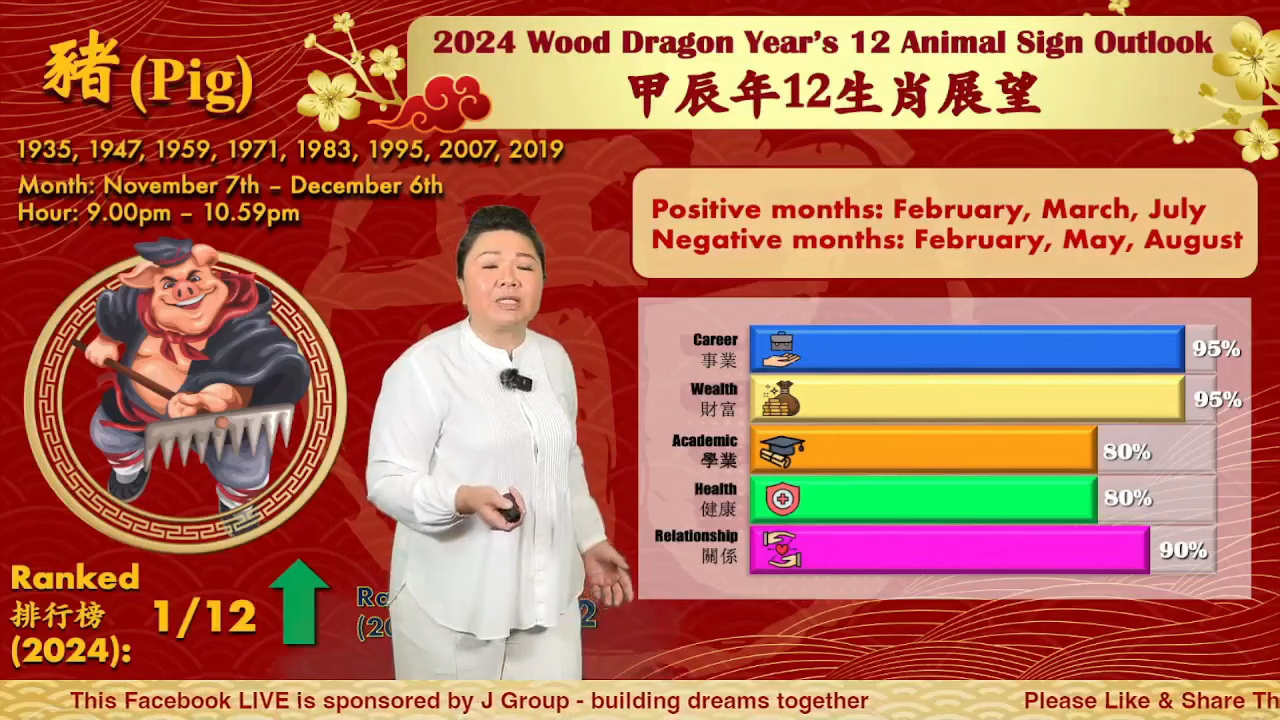 豬 (Pig)
2024 Wood Dragon Year's 12 Animal Sign Outlook
甲辰年12生肖展望
1935, 1947, 1959, 1971, 1983, 1995, 2007, 2019
Month: November 7th – December 6th
Hour: 9.00pm – 10.59pm
Positive months: February, March, July
Negative months: February, May, August
Career
事業
95%
Wealth
財富
95%
Academic
學業
80%
Health
健康
80%
Relationship
關係
90%
Ranked
排行榜 1/12
(2024):
2
This Facebook LIVE is sponsored by J Group - building dreams together
Please Like & Share